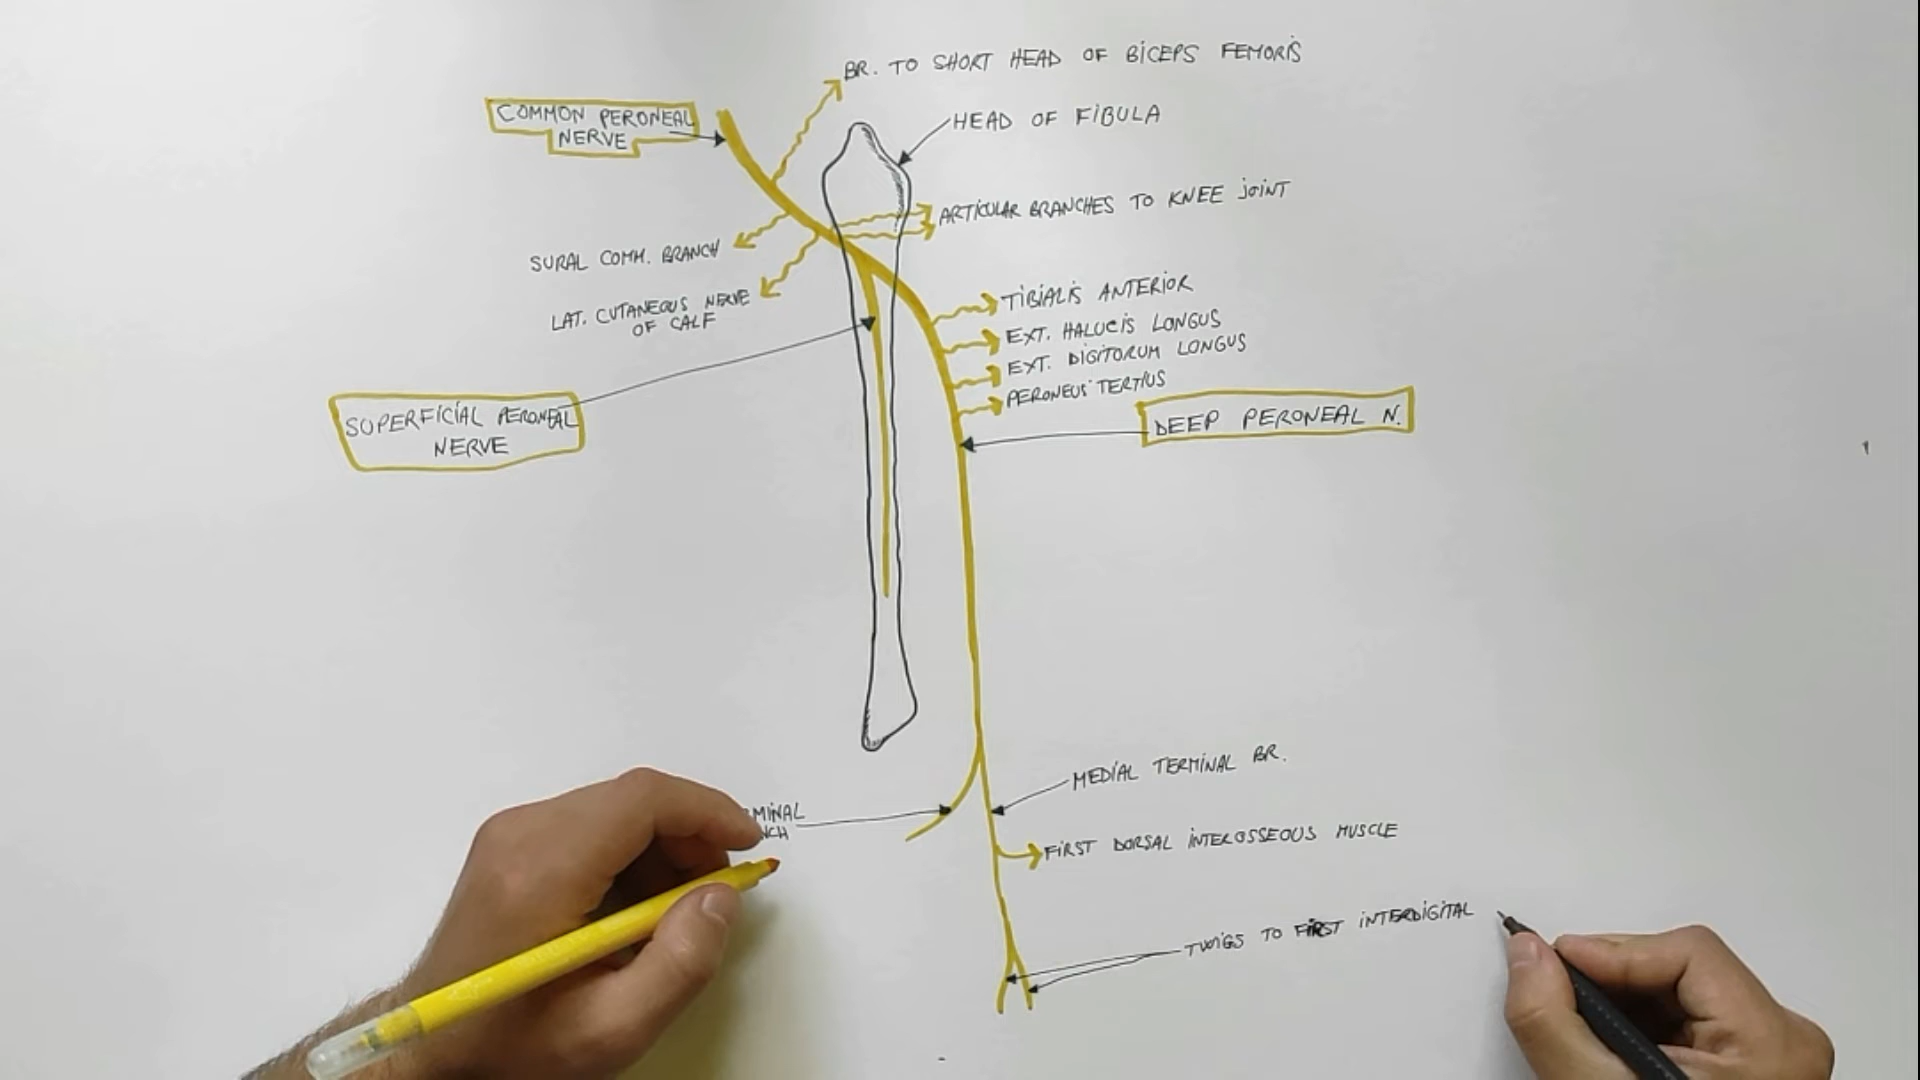 BR. TO SHORT HEAD OF BICEPS FEMORIS
COMMON PERONEAL
NERVE
HEAD OF FIBULA
ARTICULAR BRANCHES TO KNEE JOINT
SURAL COMM. BRANCH
LAT. CUTANEOUS NERVE
OF CALF
TIBIALIS ANTERIOR
EXT. HALUCIS LONGUS
EXT. DIGITORUM LONGUS
PERONEUS TERTIUS
SUPERFICIAL PERONEAL
NERVE
DEEP PERONEAL N.
MEDIAL TERMINAL BR.
FIRST DORSAL INTEROSSEOUS MUSCLE
TWIGS TO FIRST INTERDIGITAL